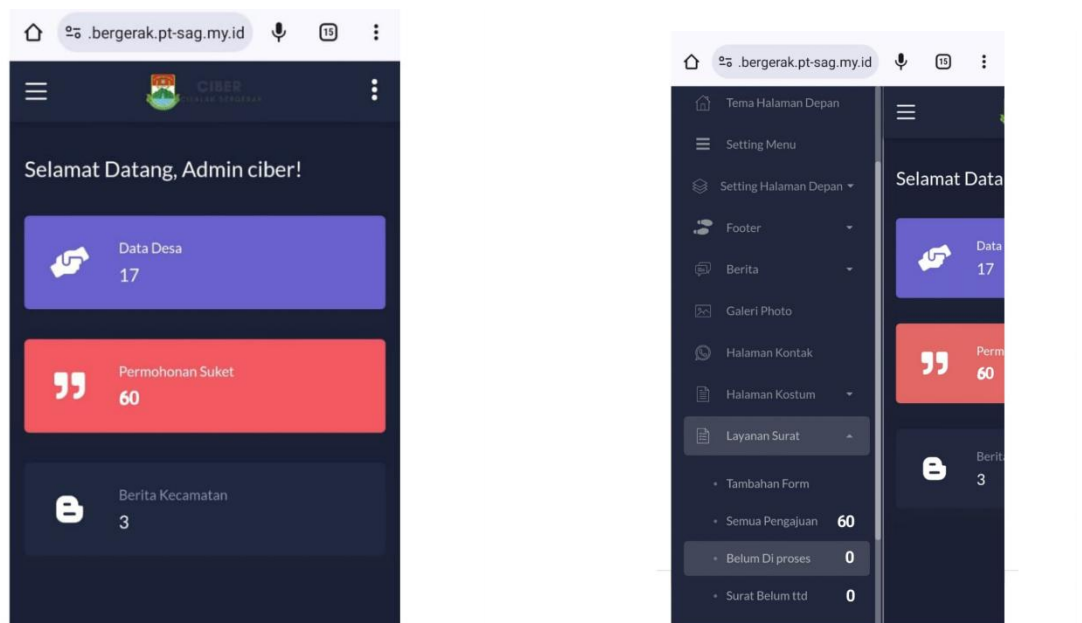 .bergerak.pt-sag.my.id
15
CIBER
Selamat Datang, Admin ciber!
Data Desa
17
Permohonan Suket
60
Berita Kecamatan
3
.bergerak.pt-sag.my.id
15
Tema Halaman Depan
Setting Menu
Setting Halaman Depan
Footer
Berita
Galeri Photo
Halaman Kontak
Halaman Kostum
Layanan Surat
Tambahan Form
Semua Pengajuan 60
Belum Di proses 0
Surat Belum ttd 0
Selamat Data
Data
17
Perm
60
Berit
3